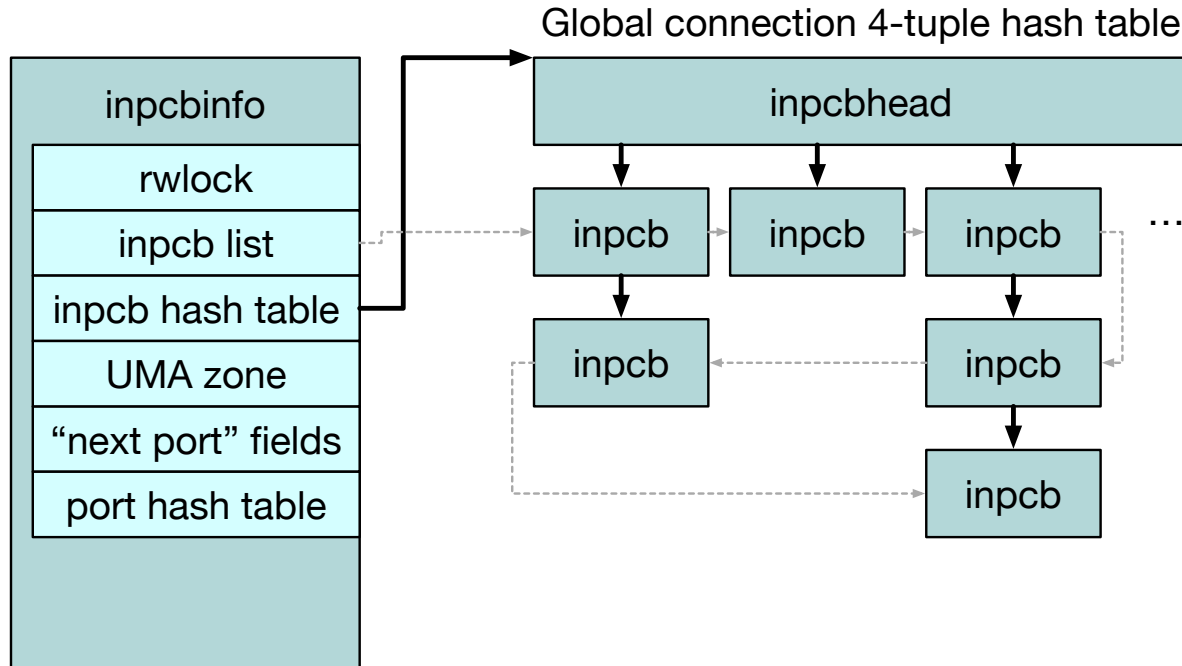 Global connection 4-tuple hash table
inpcbinfo
rwlock
inpcb list
inpcb hash table
UMA zone
“next port” fields
port hash table
inpcbhead
inpcb
inpcb
inpcb
...
inpcb
inpcb
inpcb